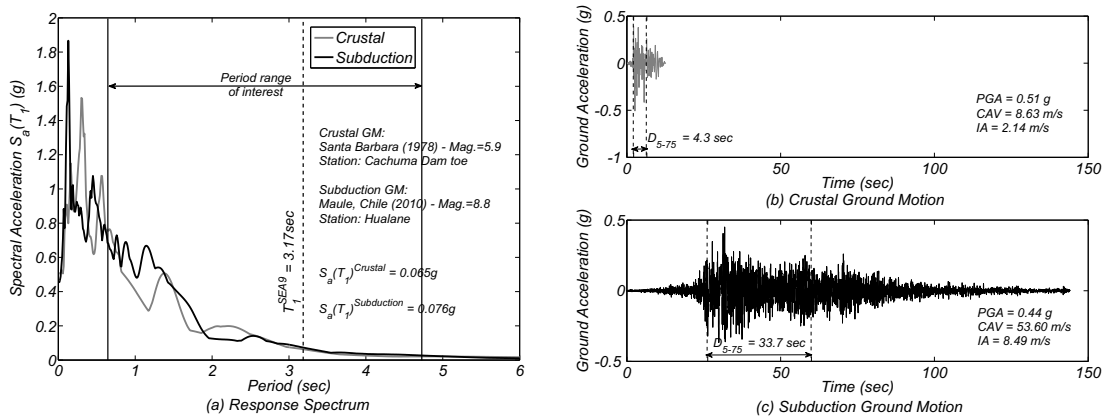 2
1.8
1.6
1.4
1.2
1
0.8
0.6
0.4
0.2
0
0 1 2 3 4 5 6
Spectral Acceleration Sa(T1) (g)
Period (sec)
(a) Response Spectrum
Crustal
Subduction
Period range
of interest
Crustal GM:
Santa Barbara (1978) - Mag.=5.9
Station: Cachuma Dam toe
Subduction GM:
Maule, Chile (2010) - Mag.=8.8
Station: Hualane
T1^SEA9 = 3.17sec
Sa(T1)^Crustal = 0.065g
Sa(T1)^Subduction = 0.076g
Ground Acceleration (g)
0.5
0
-0.5
-1
0 50 100 150
PGA = 0.51 g
CAV = 8.63 m/s
IA = 2.14 m/s
D5-75 = 4.3 sec
Time (sec)
(b) Crustal Ground Motion
Ground Acceleration (g)
0.5
0
-0.5
0 50 100 150
PGA = 0.44 g
CAV = 53.60 m/s
IA = 8.49 m/s
D5-75 = 33.7 sec
Time (sec)
(c) Subduction Ground Motion